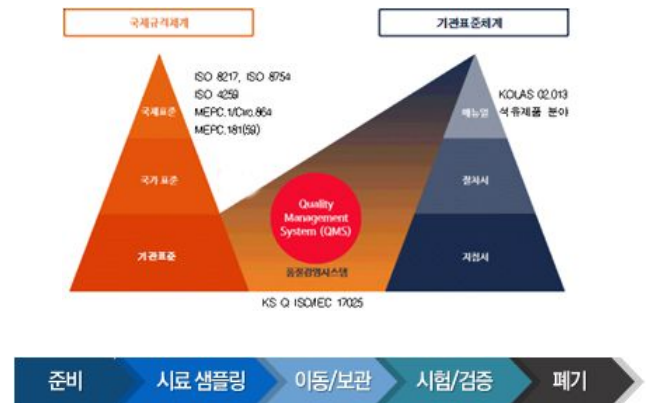 국제규격체계
기관표준체계
ISO 8217, ISO 8754
ISO 4259
MEPC.1/Circ.864
MEPC.181(59)
국제표준
국가 표준
기관표준
Quality
Management
System (QMS)
품질경영시스템
KS Q ISO/IEC 17025
매뉴얼
절차서
지침서
KOLAS 02.013
석유제품 분야
준비
시료 샘플링
이동/보관
시험/검증
폐기